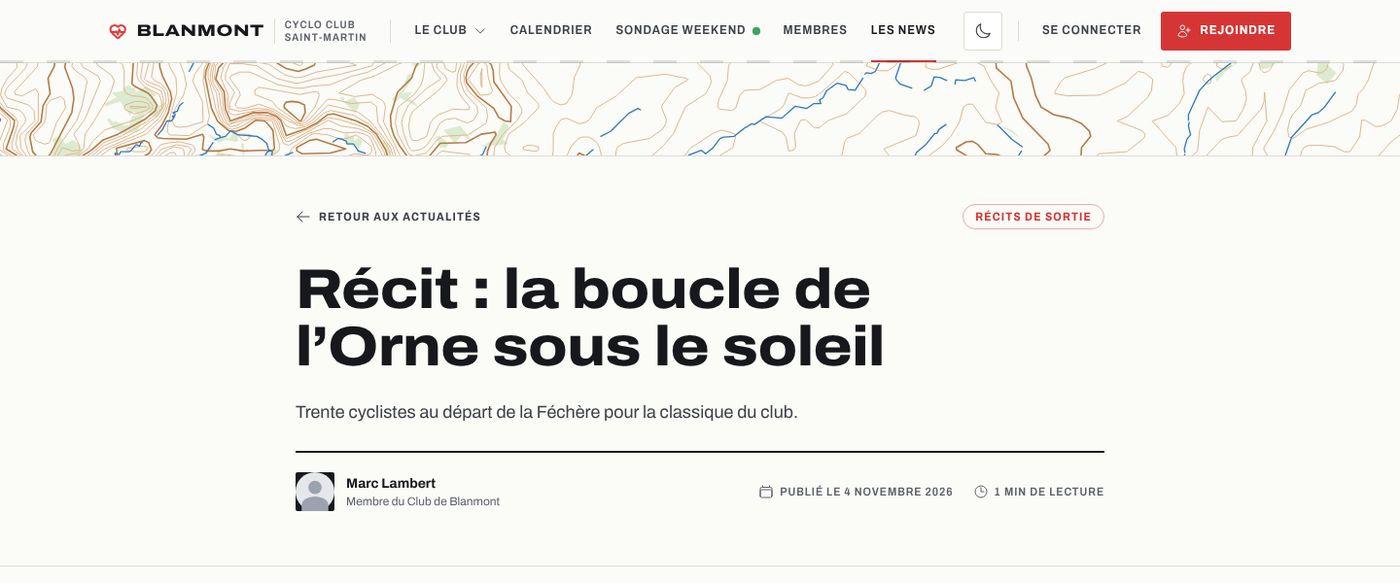 BLANMONT
CYCLO CLUB
SAINT-MARTIN
LE CLUB
CALENDRIER
SONDAGE WEEKEND
MEMBRES
LES NEWS
SE CONNECTER
REJOINDRE
RETOUR AUX ACTUALITÉS
RÉCITS DE SORTIE
Récit : la boucle de
l’Orne sous le soleil
Trente cyclistes au départ de la Féchère pour la classique du club.
Marc Lambert
Membre du Club de Blanmont
PUBLIÉ LE 4 NOVEMBRE 2026
1 MIN DE LECTURE